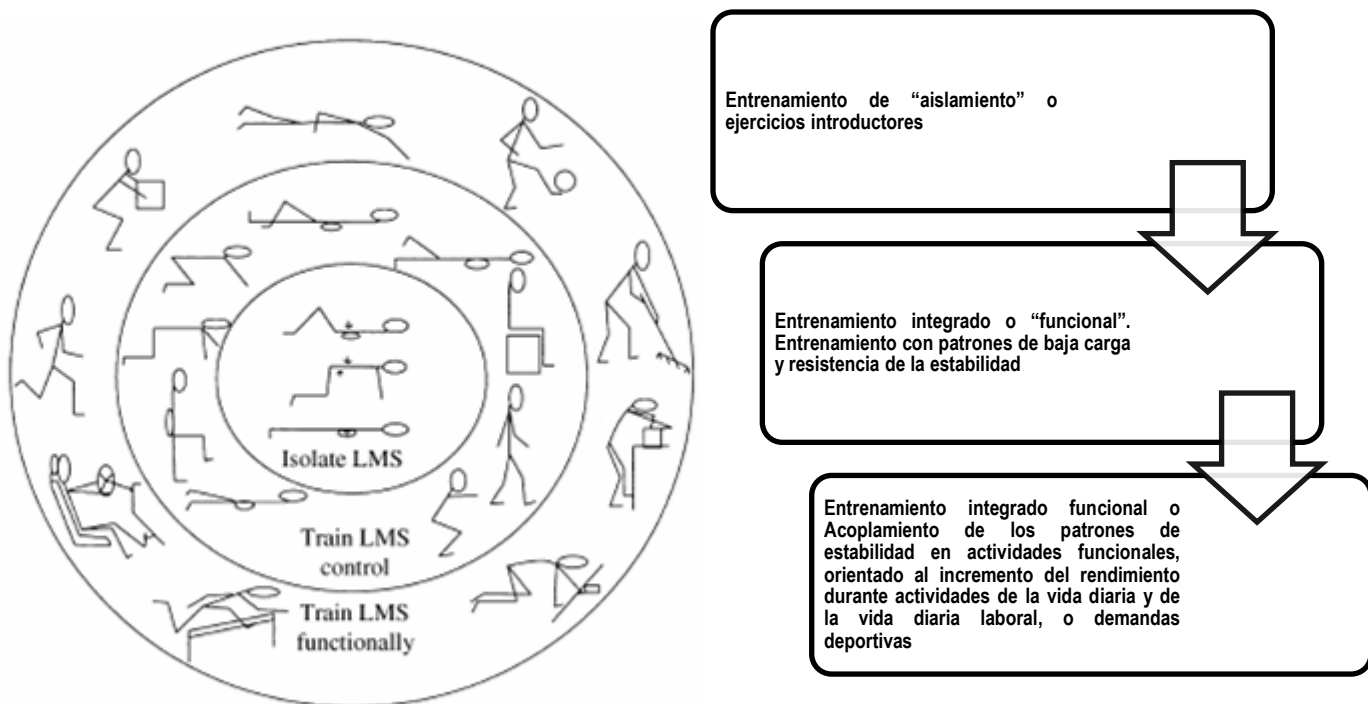 Isolate LMS
Train LMS
control
Train LMS
functionally
Entrenamiento de “aislamiento” o
ejercicios introductores
Entrenamiento integrado o “funcional”.
Entrenamiento con patrones de baja carga
y resistencia de la estabilidad
Entrenamiento integrado funcional o
Acoplamiento de los patrones de
estabilidad en actividades funcionales,
orientado al incremento del rendimiento
durante actividades de la vida diaria y de
la vida diaria laboral, o demandas
deportivas